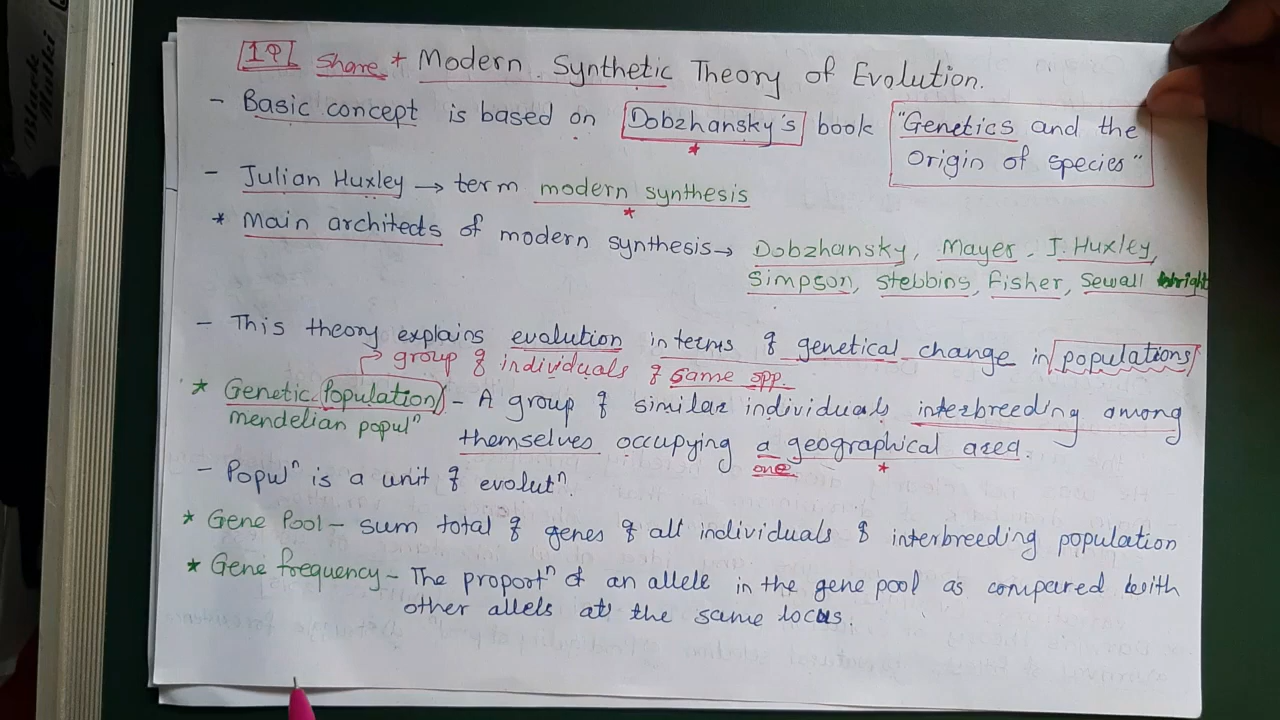 1Q Share * Modern Synthetic Theory of Evolution.
- Basic concept is based on Dobzhansky's book "Genetics and the
Origin of species"
- Julian Huxley → term modern synthesis
*
* Main architects of modern synthesis → Dobzhansky, Mayer, J. Huxley,
Simpson, Stebbins, Fisher, Sewall Wright
- This theory explains evolution in terms of genetical change in populations
→ group of individuals of same spp.
* Genetic Population - A group of similar individuals interbreeding among
mendelian populⁿ themselves occupying a geographical area.
one *
- Populⁿ is a unit of evolutⁿ.
* Gene Pool - sum total of genes of all individuals of interbreeding population
* Gene frequency - The proportⁿ of an allele in the gene pool as compared with
other allels at the same locus.
Black